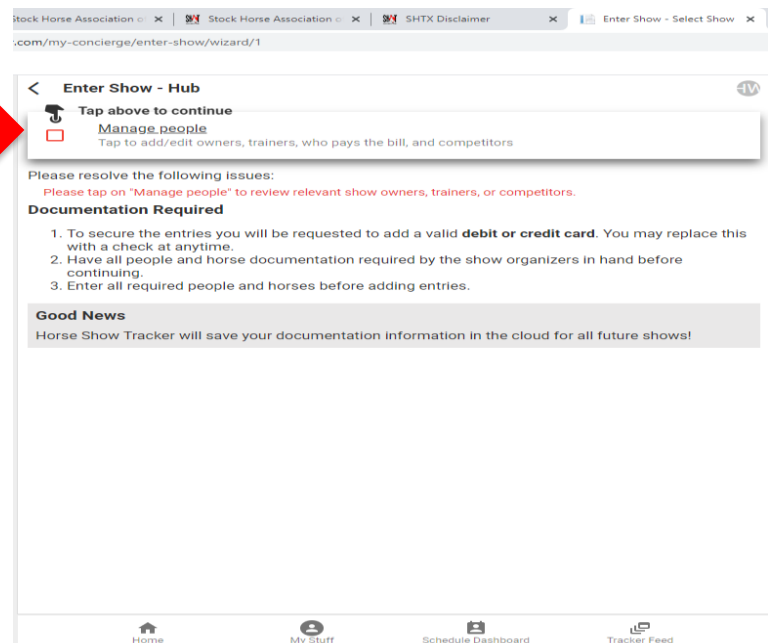 Stock Horse Association o
Stock Horse Association o
SHTX Disclaimer
Enter Show - Select Show
.com/my-concierge/enter-show/wizard/1
Enter Show - Hub
Tap above to continue
Manage people
Tap to add/edit owners, trainers, who pays the bill, and competitors
Please resolve the following issues:
Please tap on "Manage people" to review relevant show owners, trainers, or competitors.
Documentation Required
1. To secure the entries you will be requested to add a valid debit or credit card. You may replace this
with a check at anytime.
2. Have all people and horse documentation required by the show organizers in hand before
continuing.
3. Enter all required people and horses before adding entries.
Good News
Horse Show Tracker will save your documentation information in the cloud for all future shows!
Home
My Stuff
Schedule Dashboard
Tracker Feed